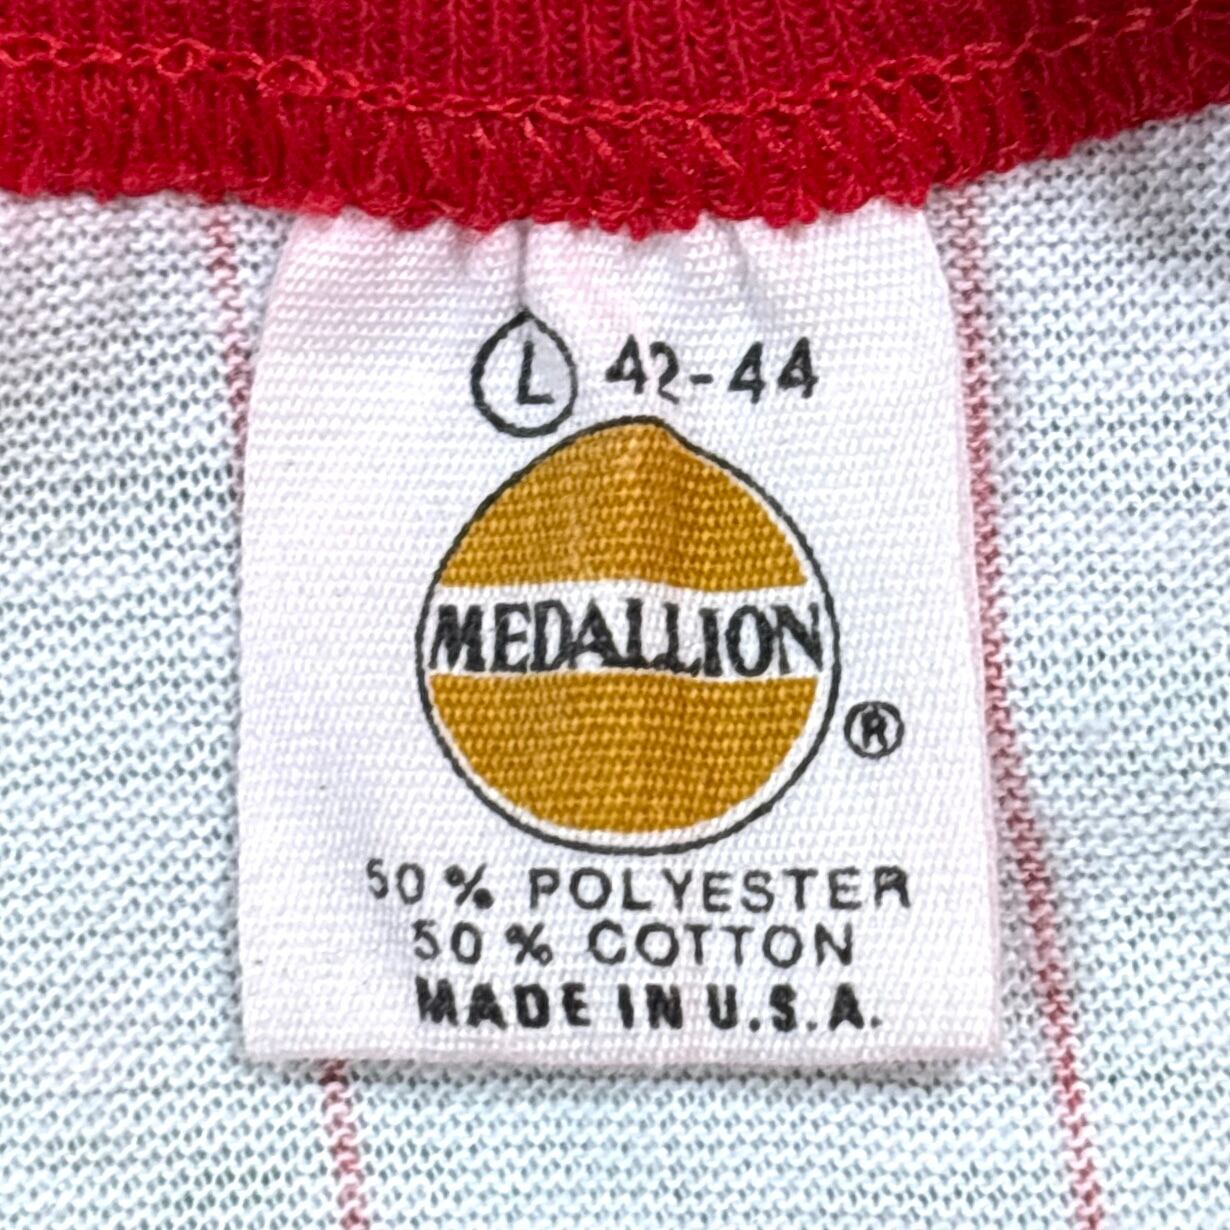 L 42-44
MEDALLION
®
50% POLYESTER
50% COTTON
MADE IN U.S.A.